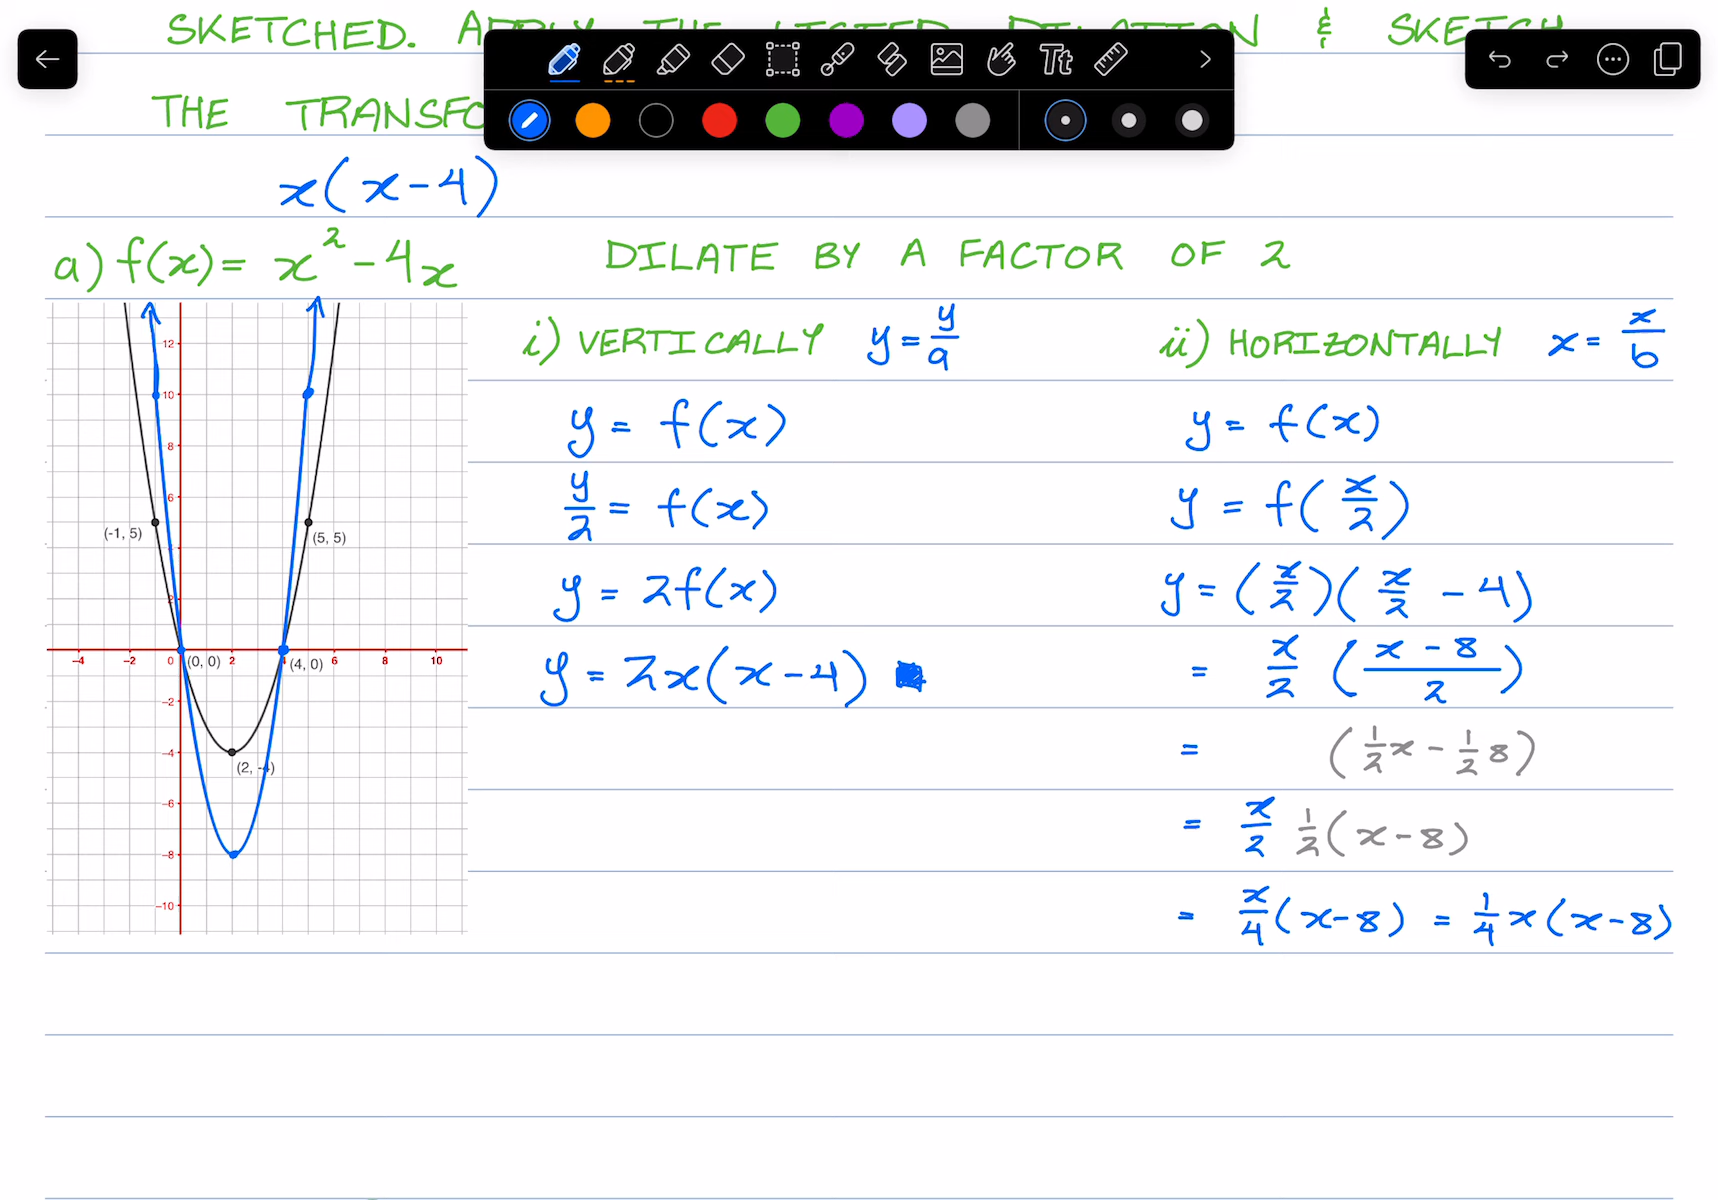 SKETCHED. APPLY THE LISTED DILATION & SKETCH
THE TRANSFO
Tt
x(x-4)
a) f(x) = x² - 4x
DILATE BY A FACTOR OF 2
i) VERTICALLY y = y/a
y = f(x)
y/2 = f(x)
y = 2f(x)
y = 2x(x-4)
ii) HORIZONTALLY x = x/b
y = f(x)
y = f(x/2)
y = (x/2)(x/2 - 4)
= x/2 (x - 8 / 2)
= (1/2x - 1/2 8)
= x/2 1/2(x-8)
= x/4(x-8) = 1/4x(x-8)
12
10
8
6
(-1, 5)
(5, 5)
2
-4 -2 0 (0, 0) 2 4 (4, 0) 6 8 10
-2
-4
(2, -4)
-6
-8
-10